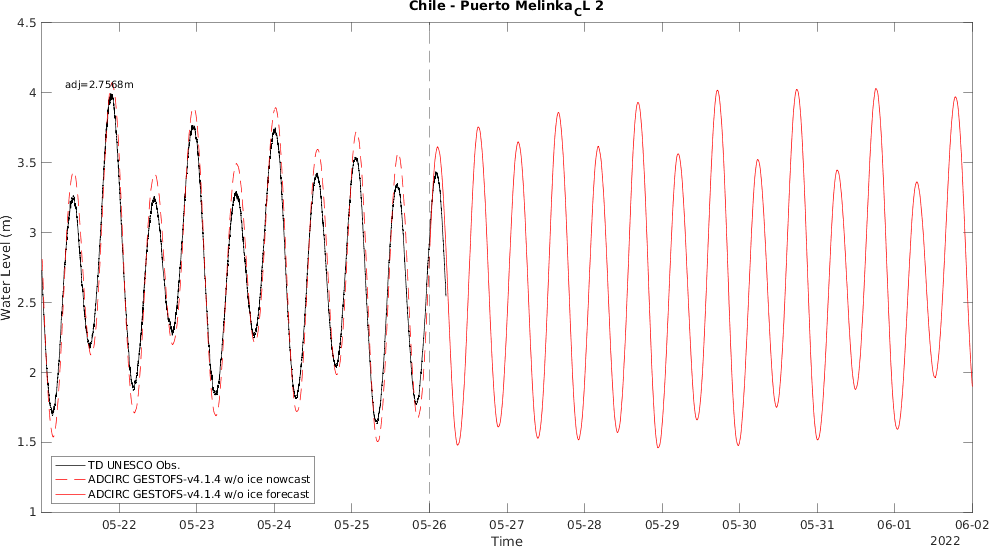 Chile - Puerto Melinka_CL 2
4.5
4
3.5
3
2.5
2
1.5
1
Water Level (m)
adj=2.7568m
TD UNESCO Obs.
ADCIRC GESTOFS-v4.1.4 w/o ice nowcast
ADCIRC GESTOFS-v4.1.4 w/o ice forecast
05-22 05-23 05-24 05-25 05-26 05-27 05-28 05-29 05-30 05-31 06-01 06-02
Time
2022